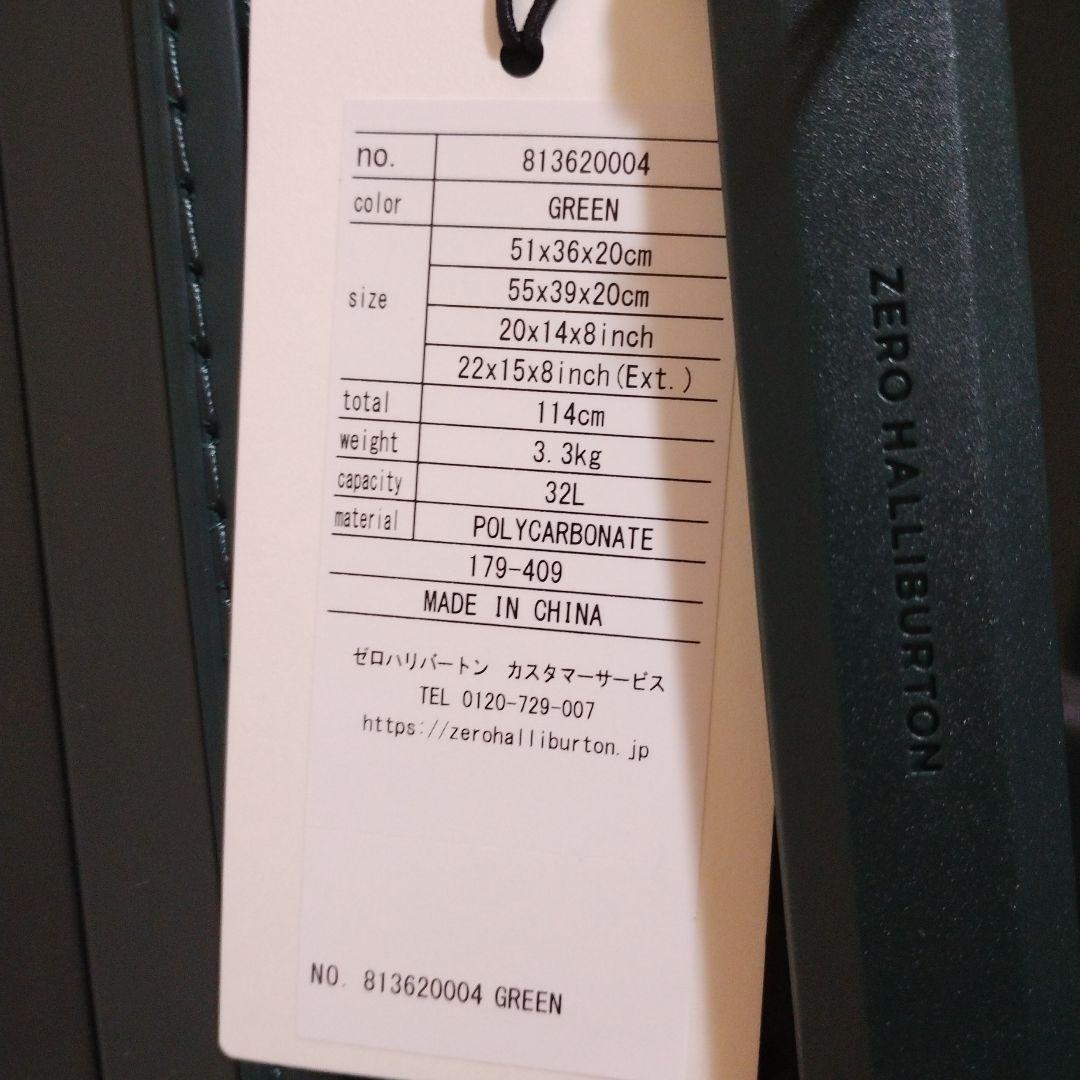 no. 813620004
color GREEN
size 51x36x20cm
55x39x20cm
20x14x8inch
22x15x8inch(Ext.)
total 114cm
weight 3.3kg
capacity 32L
material POLYCARBONATE
179-409
MADE IN CHINA
ゼロハリバートン カスタマーサービス
TEL 0120-729-007
https://zerohalliburton.jp
NO. 813620004 GREEN
ZERO HALLIBURTON